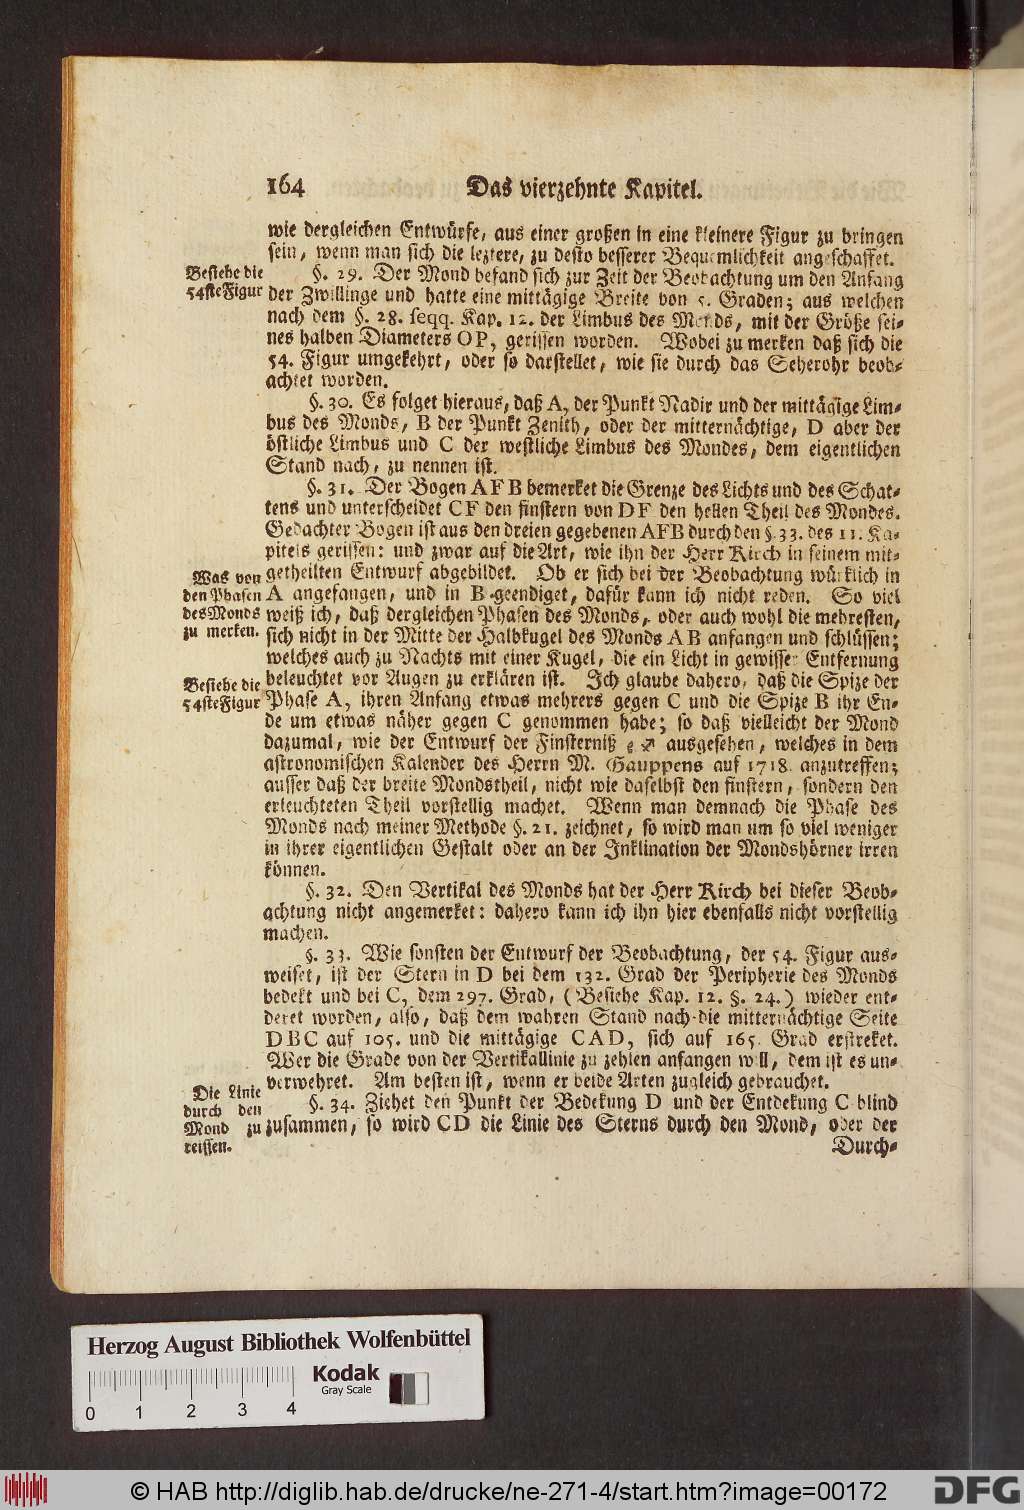 164 Das vierzehnte Kapitel.
wie dergleichen Entwürfe, aus einer großen in eine kleinere Figur zu bringen
sein, wenn man sich die leztere, zu desto besserer Bequemlichkeit angeschaffet.
Besiehe die
54ste Figur
§. 29. Der Mond befand sich zur Zeit der Beobachtung um den Anfang
der Zwillinge und hatte eine mittägige Breite von 5. Graden; aus welchen
nach dem §. 28. seqq. Kap. 12. der Limbus des Monds, mit der Größe sei-
nes halben Diameters OP, gerissen worden. Wobei zu merken daß sich die
54. Figur umgekehrt, oder so darstellet, wie sie durch das Seherohr beob-
achtet worden.
§. 30. Es folget hieraus, daß A, der Punkt Nadir und der mittägige Lim-
bus des Monds, B der Punkt Zenith, oder der mitternächtige, D aber der
östliche Limbus und C der westliche Limbus des Mondes, dem eigentlichen
Stand nach, zu nennen ist.
§. 31. Der Bogen AFB bemerket die Grenze des Lichts und des Schat-
tens und unterscheidet CF den finstern von DF den hellen Theil des Mondes.
Gedachter Bogen ist aus den dreien gegebenen AFB durch den §. 33. des 11. Ka-
pitels gerissen: und zwar auf die Art, wie ihn der Herr Kirch in seinem mit-
getheilten Entwurf abgebildet. Ob er sich bei der Beobachtung würklich in
A angefangen, und in B geendiget, dafür kann ich nicht reden. So viel
weiß ich, daß dergleichen Phasen des Monds, oder auch wohl die mehresten,
sich nicht in der Mitte der Halbkugel des Monds AB anfangen und schlüssen;
welches auch zu Nachts mit einer Kugel, die ein Licht in gewisser Entfernung
beleuchtet vor Augen zu erklären ist. Ich glaube dahero, daß die Spize der
Phase A, ihren Anfang etwas mehrers gegen C und die Spize B ihr En-
de um etwas näher gegen C genommen habe; so daß vielleicht der Mond
dazumal, wie der Entwurf der Finsterniß ausgesehen, welches in dem
astronomischen Kalender des Herrn M. Hauppens auf 1718. anzutreffen;
ausser daß der breite Mondstheil, nicht wie daselbst den finstern, sondern den
erleuchteten Theil vorstellig machet. Wenn man demnach die Phase des
Monds nach meiner Methode §. 21. zeichnet, so wird man um so viel weniger
in ihrer eigentlichen Gestalt oder an der Inklination der Mondshörner irren
können.
Was von
den Phasen
des Monds
zu merken.
Besiehe die
54ste Figur
§. 32. Den Vertikal des Monds hat der Herr Kirch bei dieser Beob-
achtung nicht angemerket: dahero kann ich ihn hier ebenfalls nicht vorstellig
machen.
§. 33. Wie sonsten der Entwurf der Beobachtung, der 54. Figur aus-
weiset, ist der Stern in D bei dem 132. Grad der Peripherie des Monds
bedekt und bei C, dem 297. Grad, (Besiehe Kap. 12. §. 24.) wieder ent-
decket worden, also, daß dem wahren Stand nach die mitternächtige Seite
DBC auf 105. und die mittägige CAD, sich auf 165. Grad erstreket.
Wer die Grade von der Vertikallinie zu zehlen anfangen will, dem ist es un-
verwehret. Am besten ist, wenn er beide Arten zugleich gebrauchet.
Die Linie
durch den
Mond zu
reissen.
§. 34. Ziehet den Punkt der Bedekung D und der Entdekung C blind
zusammen, so wird CD die Linie des Sterns durch den Mond, oder der
Durch-
Herzog August Bibliothek Wolfenbüttel
Kodak
Gray Scale
0 1 2 3 4
© HAB http://diglib.hab.de/drucke/ne-271-4/start.htm?image=00172
DFG